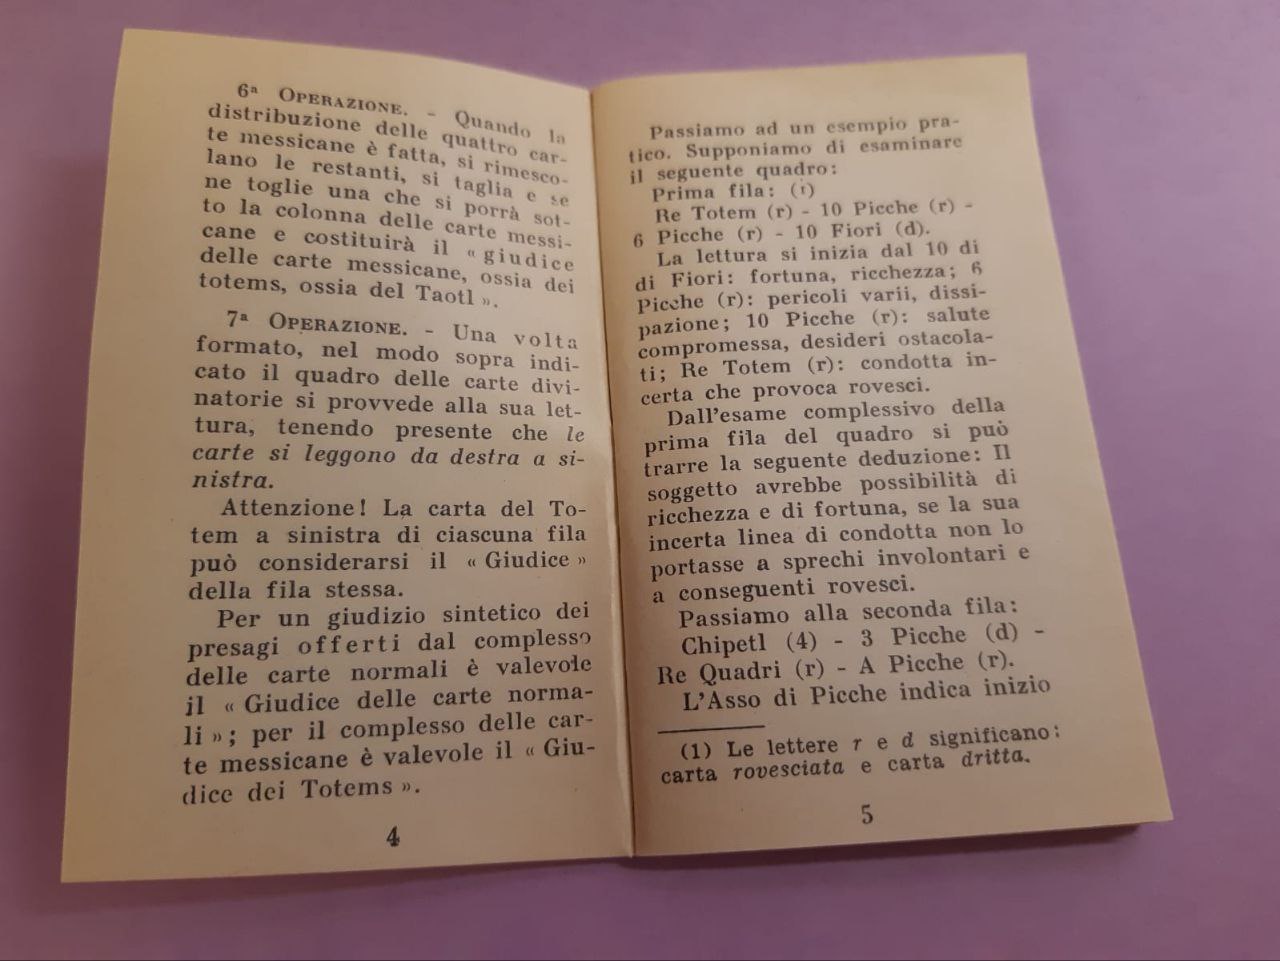 6ª OPERAZIONE. - Quando la
distribuzione delle quattro car-
te messicane è fatta, si rimesco-
lano le restanti, si taglia e se
ne toglie una che si porrà sot-
to la colonna delle carte messi-
cane e costituirà il « giudice
delle carte messicane, ossia dei
totems, ossia del Taotl ».
7ª OPERAZIONE. - Una volta
formato, nel modo sopra indi-
cato il quadro delle carte divi-
natorie si provvede alla sua let-
tura, tenendo presente che le
carte si leggono da destra a si-
nistra.
Attenzione! La carta del To-
tem a sinistra di ciascuna fila
può considerarsi il « Giudice »
della fila stessa.
Per un giudizio sintetico dei
presagi offerti dal complesso
delle carte normali è valevole
il « Giudice delle carte norma-
li »; per il complesso delle car-
te messicane è valevole il « Giu-
dice dei Totems ».
4
Passiamo ad un esempio pra-
tico. Supponiamo di esaminare
il seguente quadro:
Prima fila: (1)
Re Totem (r) - 10 Picche (r) -
6 Picche (r) - 10 Fiori (d).
La lettura si inizia dal 10 di
di Fiori: fortuna, ricchezza; 6
Picche (r): pericoli varii, dissi-
pazione; 10 Picche (r): salute
compromessa, desideri ostacola-
ti; Re Totem (r): condotta in-
certa che provoca rovesci.
Dall'esame complessivo della
prima fila del quadro si può
trarre la seguente deduzione: Il
soggetto avrebbe possibilità di
ricchezza e di fortuna, se la sua
incerta linea di condotta non lo
portasse a sprechi involontari e
a conseguenti rovesci.
Passiamo alla seconda fila:
Chipetl (4) - 3 Picche (d) -
Re Quadri (r) - A Picche (r).
L'Asso di Picche indica inizio
(1) Le lettere r e d significano:
carta rovesciata e carta dritta.
5